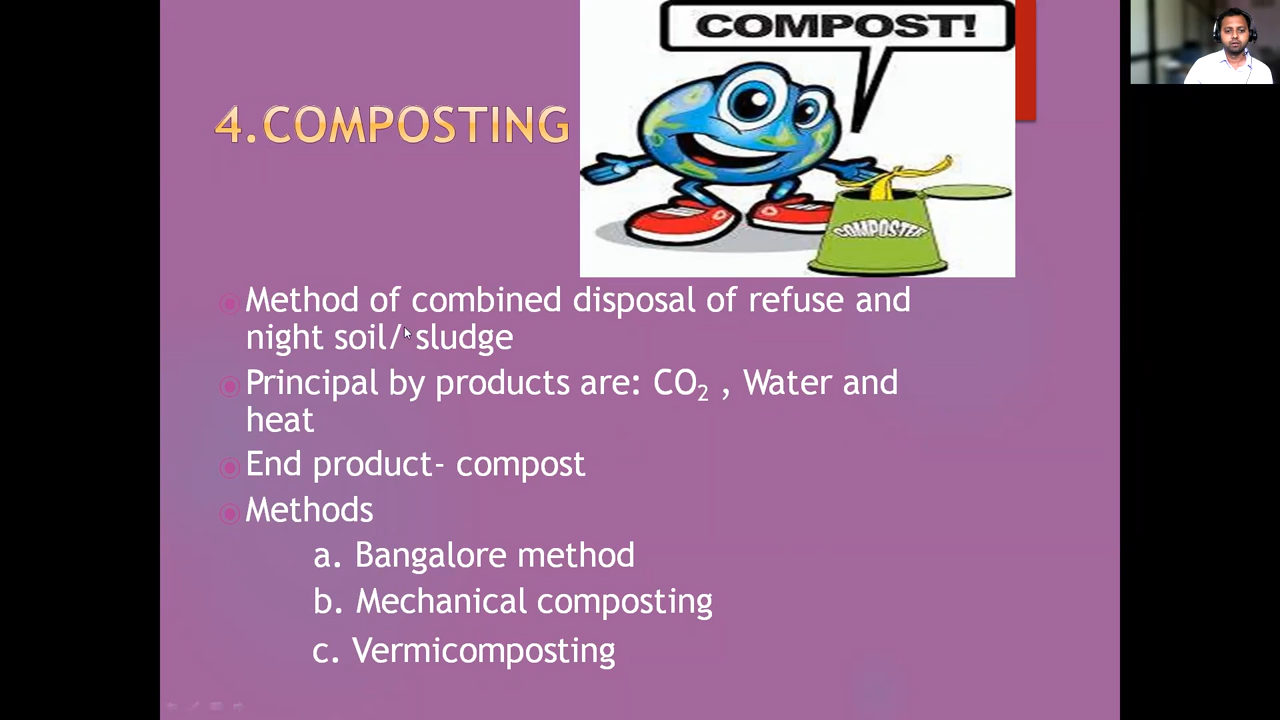 COMPOST!
4.COMPOSTING
COMPOSTER
Method of combined disposal of refuse and
night soil/ sludge
Principal by products are: CO₂ , Water and
heat
End product- compost
Methods
a. Bangalore method
b. Mechanical composting
c. Vermicomposting